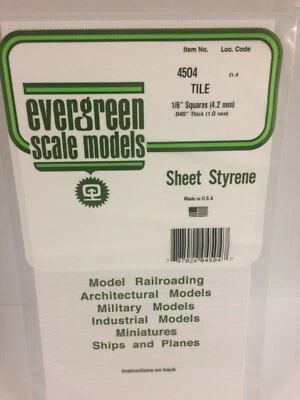 Item No. Loc. Code
4504 D-4
TILE
1/6" Squares (4.2 mm)
.040" Thick (1.0 mm)
evergreen
scale models
Sheet Styrene
Made in U.S.A
Model Railroading
Architectural Models
Military Models
Industrial Models
Miniatures
Ships and Planes
Instructions on back